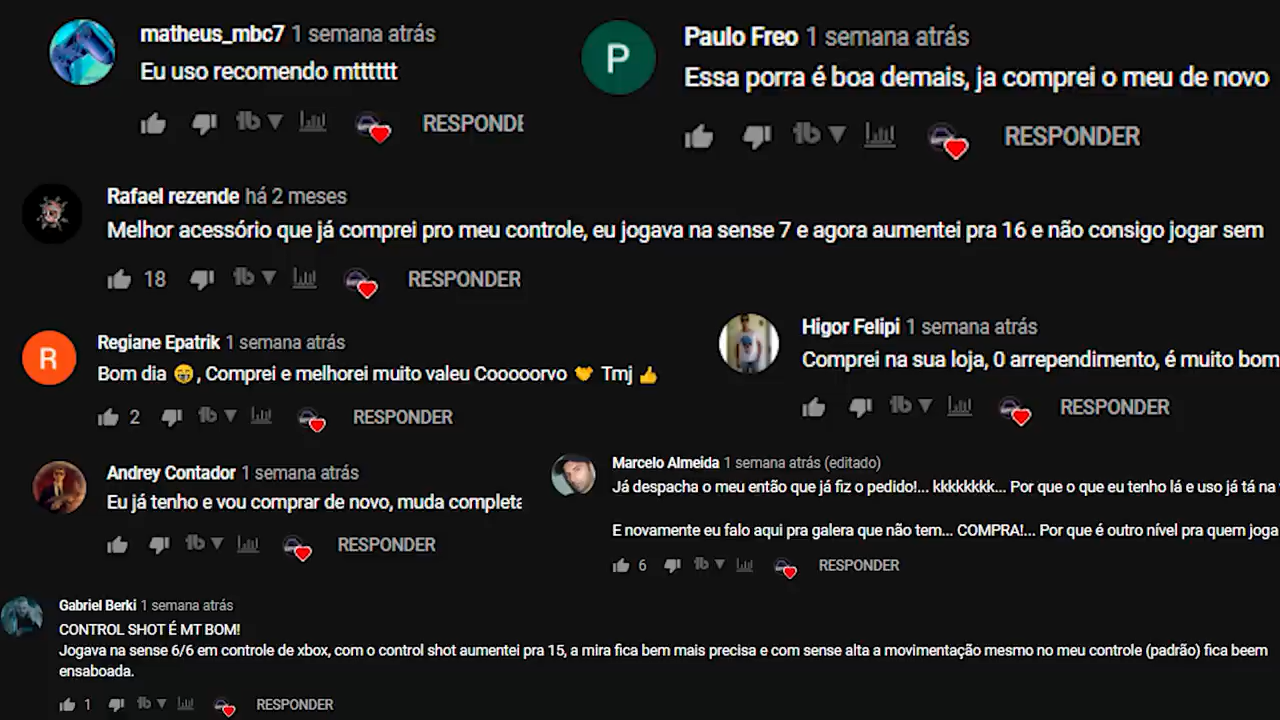 matheus_mbc7 1 semana atrás
Eu uso recomendo mtttttt
RESPONDE
P
Paulo Freo 1 semana atrás
Essa porra é boa demais, ja comprei o meu de novo
RESPONDER
Rafael rezende há 2 meses
Melhor acessório que já comprei pro meu controle, eu jogava na sense 7 e agora aumentei pra 16 e não consigo jogar sem
18 RESPONDER
R
Regiane Epatrik 1 semana atrás
Bom dia 😁, Comprei e melhorei muito valeu Cooooorvo 🤝 Tmj 👍
2 RESPONDER
Higor Felipi 1 semana atrás
Comprei na sua loja, 0 arrependimento, é muito bom
RESPONDER
Andrey Contador 1 semana atrás
Eu já tenho e vou comprar de novo, muda completa
RESPONDER
Marcelo Almeida 1 semana atrás (editado)
Já despacha o meu então que já fiz o pedido!... kkkkkkkk... Por que o que eu tenho lá e uso já tá na
E novamente eu falo aqui pra galera que não tem... COMPRA!... Por que é outro nível pra quem joga
6 RESPONDER
Gabriel Berki 1 semana atrás
CONTROL SHOT É MT BOM!
Jogava na sense 6/6 em controle de xbox, com o control shot aumentei pra 15, a mira fica bem mais precisa e com sense alta a movimentação mesmo no meu controle (padrão) fica beem
ensaboada.
1 RESPONDER